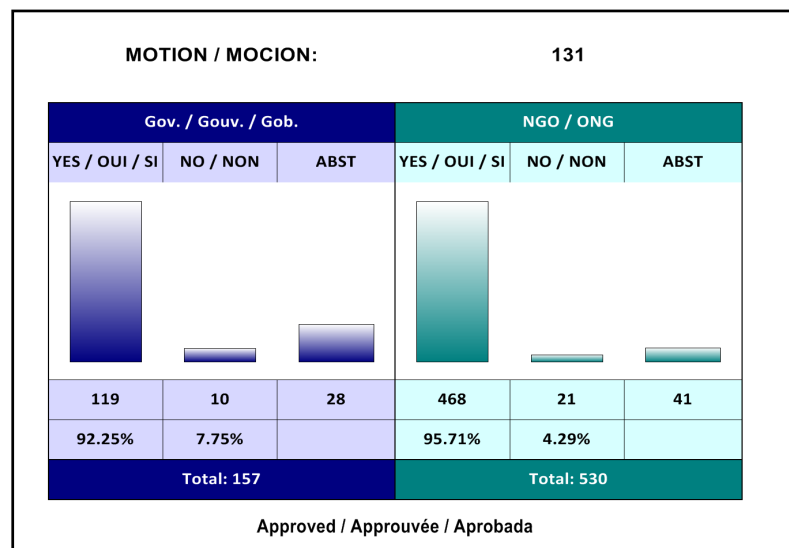 MOTION / MOCION: 131
Gov. / Gouv. / Gob. NGO / ONG
YES / OUI / SI NO / NON ABST YES / OUI / SI NO / NON ABST
119 10 28 468 21 41
92.25% 7.75% 95.71% 4.29%
Total: 157 Total: 530
Approved / Approuvée / Aprobada